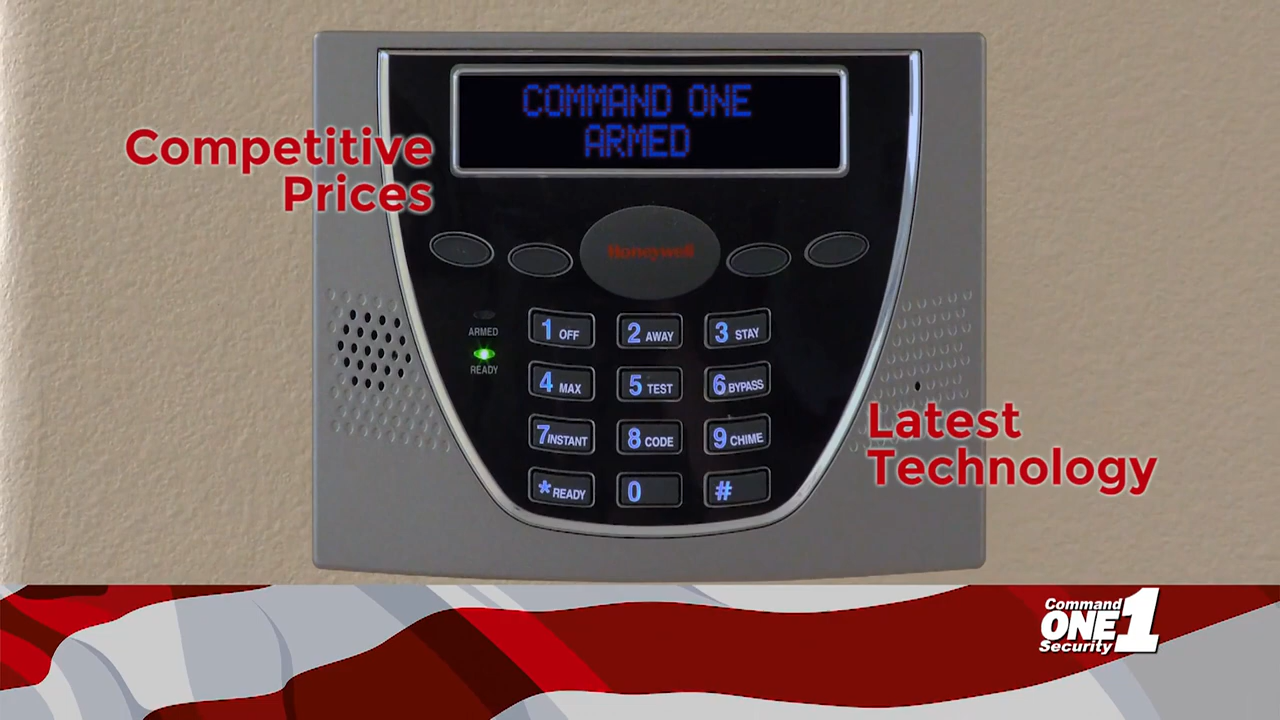 COMMAND ONE
ARMED
Competitive
Prices
Honeywell
ARMED
READY
1 OFF
2 AWAY
3 STAY
4 MAX
5 TEST
6 BYPASS
7 INSTANT
8 CODE
9 CHIME
* READY
0
#
Latest
Technology
Command
ONE 1
Security